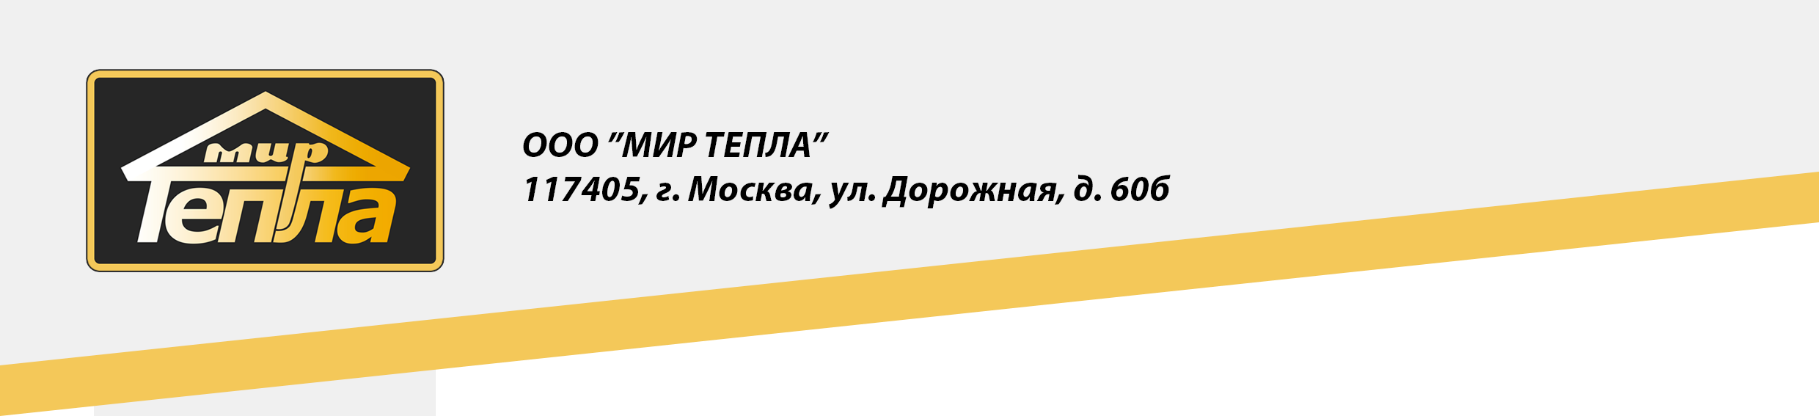 мир
Тепла
ООО ”МИР ТЕПЛА”
117405, г. Москва, ул. Дорожная, д. 60б